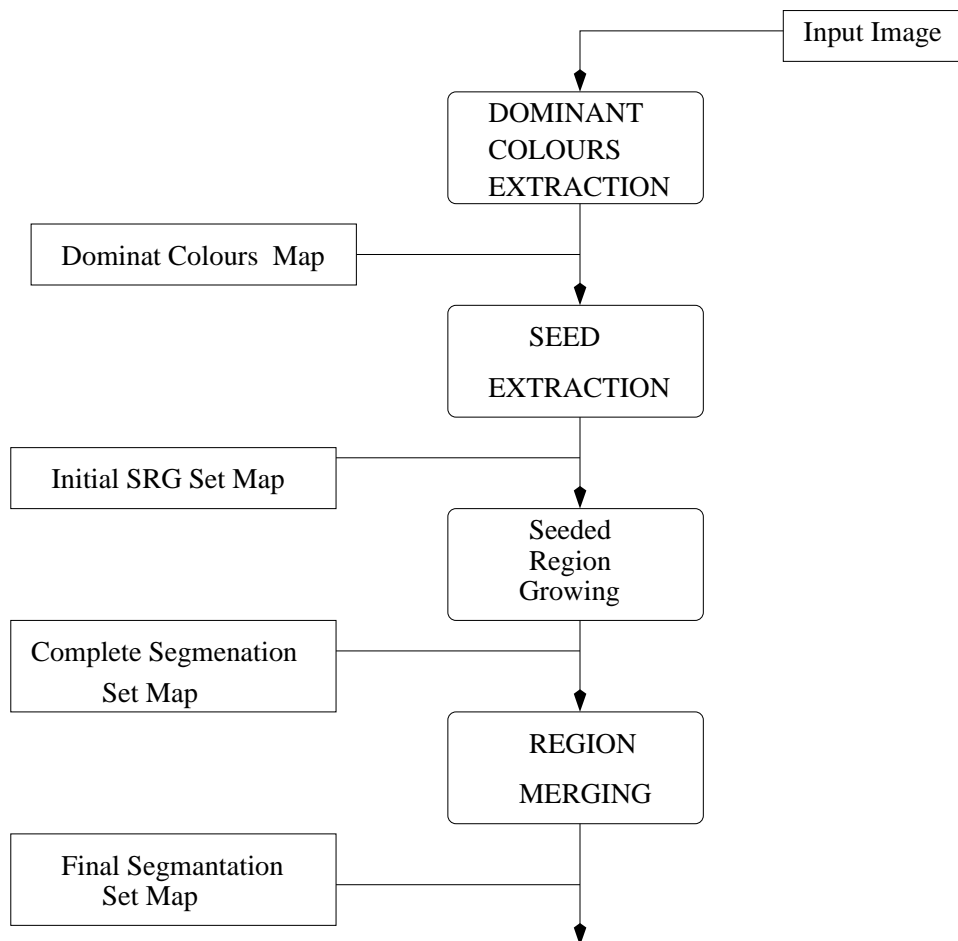 Input Image
DOMINANT
COLOURS
EXTRACTION
Dominat Colours Map
SEED
EXTRACTION
Initial SRG Set Map
Seeded
Region
Growing
Complete Segmenation
Set Map
REGION
MERGING
Final Segmantation
Set Map